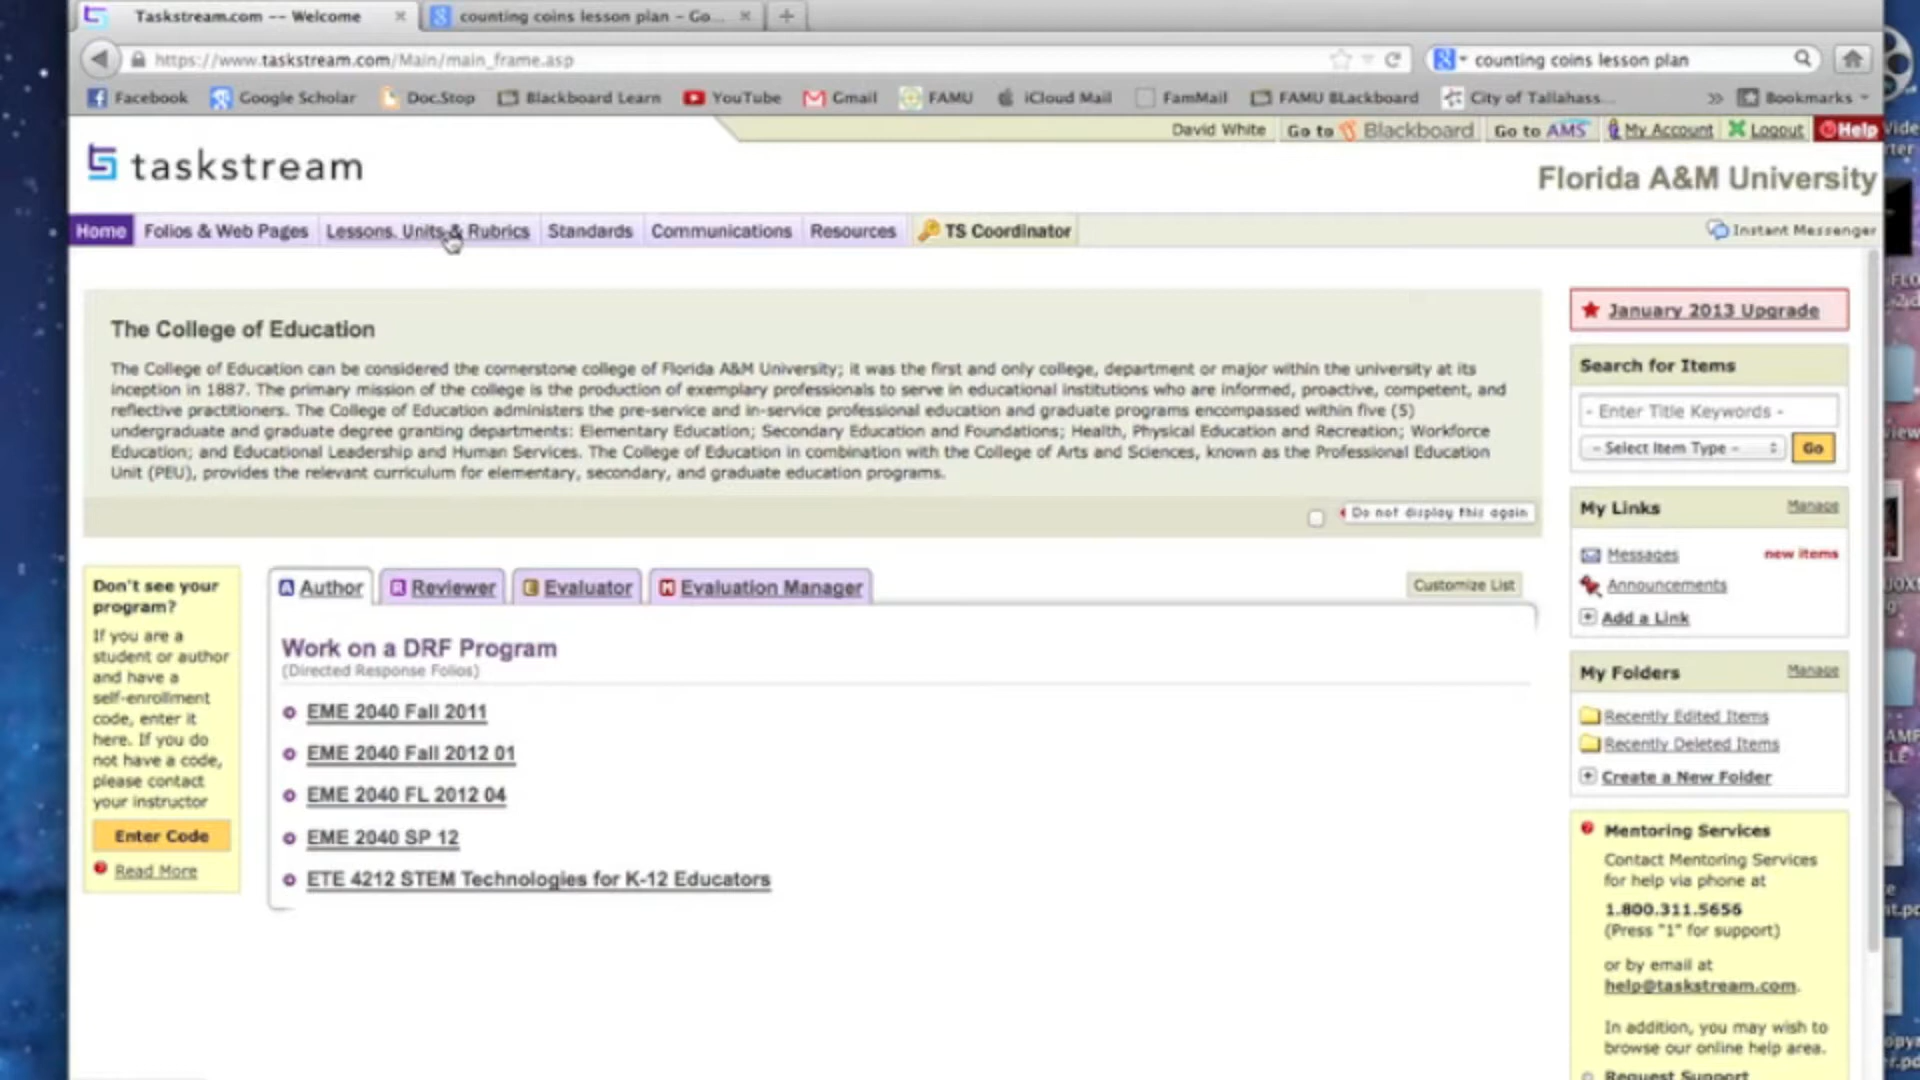 Taskstream.com -- Welcome
counting coins lesson plan - Go...
https://www.taskstream.com/Main/main_frame.asp
counting coins lesson plan
Facebook Google Scholar Doc.Stop Blackboard Learn YouTube Gmail FAMU iCloud Mail FamMail FAMU BLackboard City of Tallahass... Bookmarks
David White Go to Blackboard Go to AMS My Account Logout Help
taskstream
Florida A&M University
Home Folios & Web Pages Lessons, Units & Rubrics Standards Communications Resources TS Coordinator Instant Messenger
The College of Education
The College of Education can be considered the cornerstone college of Florida A&M University; it was the first and only college, department or major within the university at its
inception in 1887. The primary mission of the college is the production of exemplary professionals to serve in educational institutions who are informed, proactive, competent, and
reflective practitioners. The College of Education administers the pre-service and in-service professional education and graduate programs encompassed within five (5)
undergraduate and graduate degree granting departments: Elementary Education; Secondary Education and Foundations; Health, Physical Education and Recreation; Workforce
Education; and Educational Leadership and Human Services. The College of Education in combination with the College of Arts and Sciences, known as the Professional Education
Unit (PEU), provides the relevant curriculum for elementary, secondary, and graduate education programs.
Do not display this again
Don't see your
program?
If you are a
student or author
and have a
self-enrollment
code, enter it
here. If you do
not have a code,
please contact
your instructor
Enter Code
Read More
Author Reviewer Evaluator Evaluation Manager
Customize List
Work on a DRF Program
(Directed Response Folios)
EME 2040 Fall 2011
EME 2040 Fall 2012 01
EME 2040 FL 2012 04
EME 2040 SP 12
ETE 4212 STEM Technologies for K-12 Educators
January 2013 Upgrade
Search for Items
- Enter Title Keywords -
- Select Item Type - Go
My Links Manage
Messages new items
Announcements
Add a Link
My Folders Manage
Recently Edited Items
Recently Deleted Items
Create a New Folder
Mentoring Services
Contact Mentoring Services
for help via phone at
1.800.311.5656
(Press "1" for support)
or by email at
help@taskstream.com.
In addition, you may wish to
browse our online help area.
Request Support